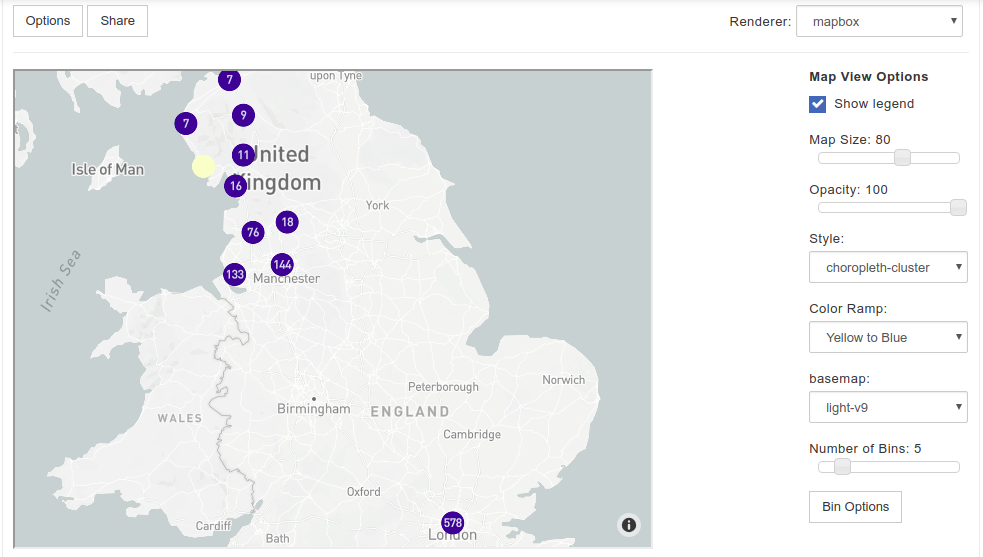 Options
Share
Renderer: mapbox
7
upon Tyne
9
7
11
United
Kingdom
16
Isle of Man
York
18
76
144
133
Manchester
Irish Sea
Norwich
Peterborough
Birmingham
ENGLAND
WALES
Cambridge
Oxford
Cardiff
578
London
Bath
Map View Options
Show legend
Map Size: 80
Opacity: 100
Style:
choropleth-cluster
Color Ramp:
Yellow to Blue
basemap:
light-v9
Number of Bins: 5
Bin Options